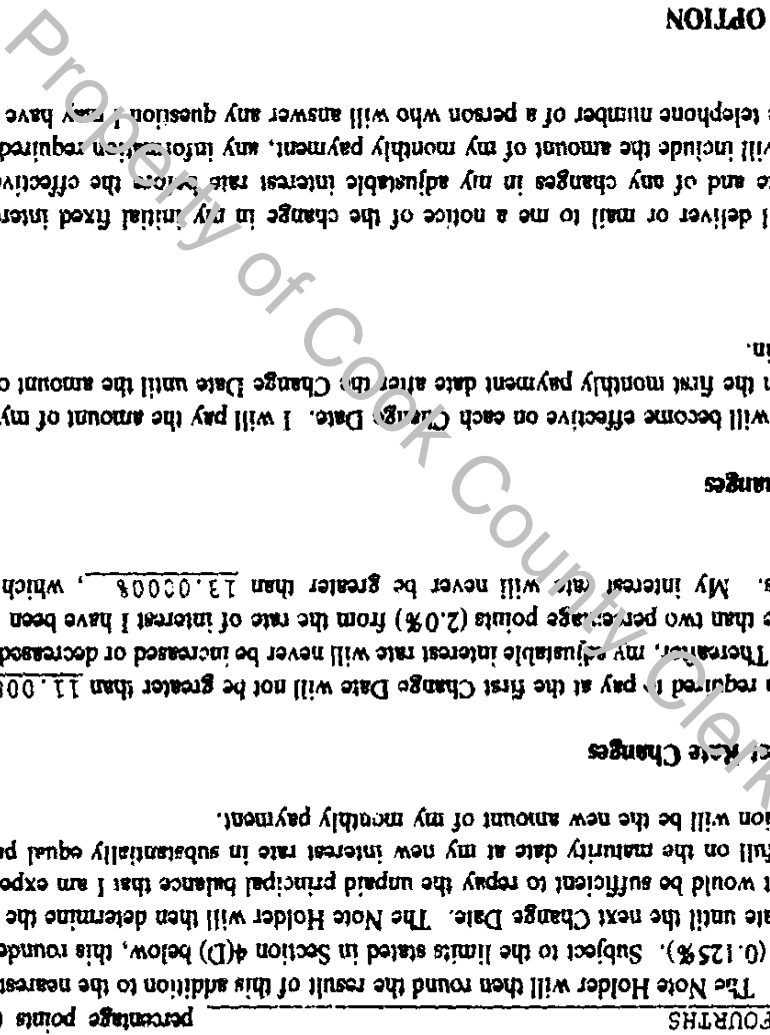 FOURTHS percentage points (
The Note Holder will then round the result of this addition to the nearest
(0.125%). Subject to the limits stated in Section 4(D) below, this rounde
ate until the next Change Date. The Note Holder will then determine the
t would be sufficient to repay the unpaid principal balance that I am expe
full on the maturity date at my new interest rate in substantially equal pa
tion will be the new amount of my monthly payment.
Rate Changes
required to pay at the first Change Date will not be greater than 11.00
Thereafter, my adjustable interest rate will never be increased or decreased
e than two percentage points (2.0%) from the rate of interest I have been
s. My interest rate will never be greater than 13.0000%, which
hanges
will become effective on each Change Date. I will pay the amount of my
n the first monthly payment date after the Change Date until the amount o
in.
l deliver or mail to me a notice of the change in my initial fixed intere
te and of any changes in my adjustable interest rate before the effectiv
will include the amount of my monthly payment, any information required
e telephone number of a person who will answer any question I may have
OPTION
Property of Cook County Clerk